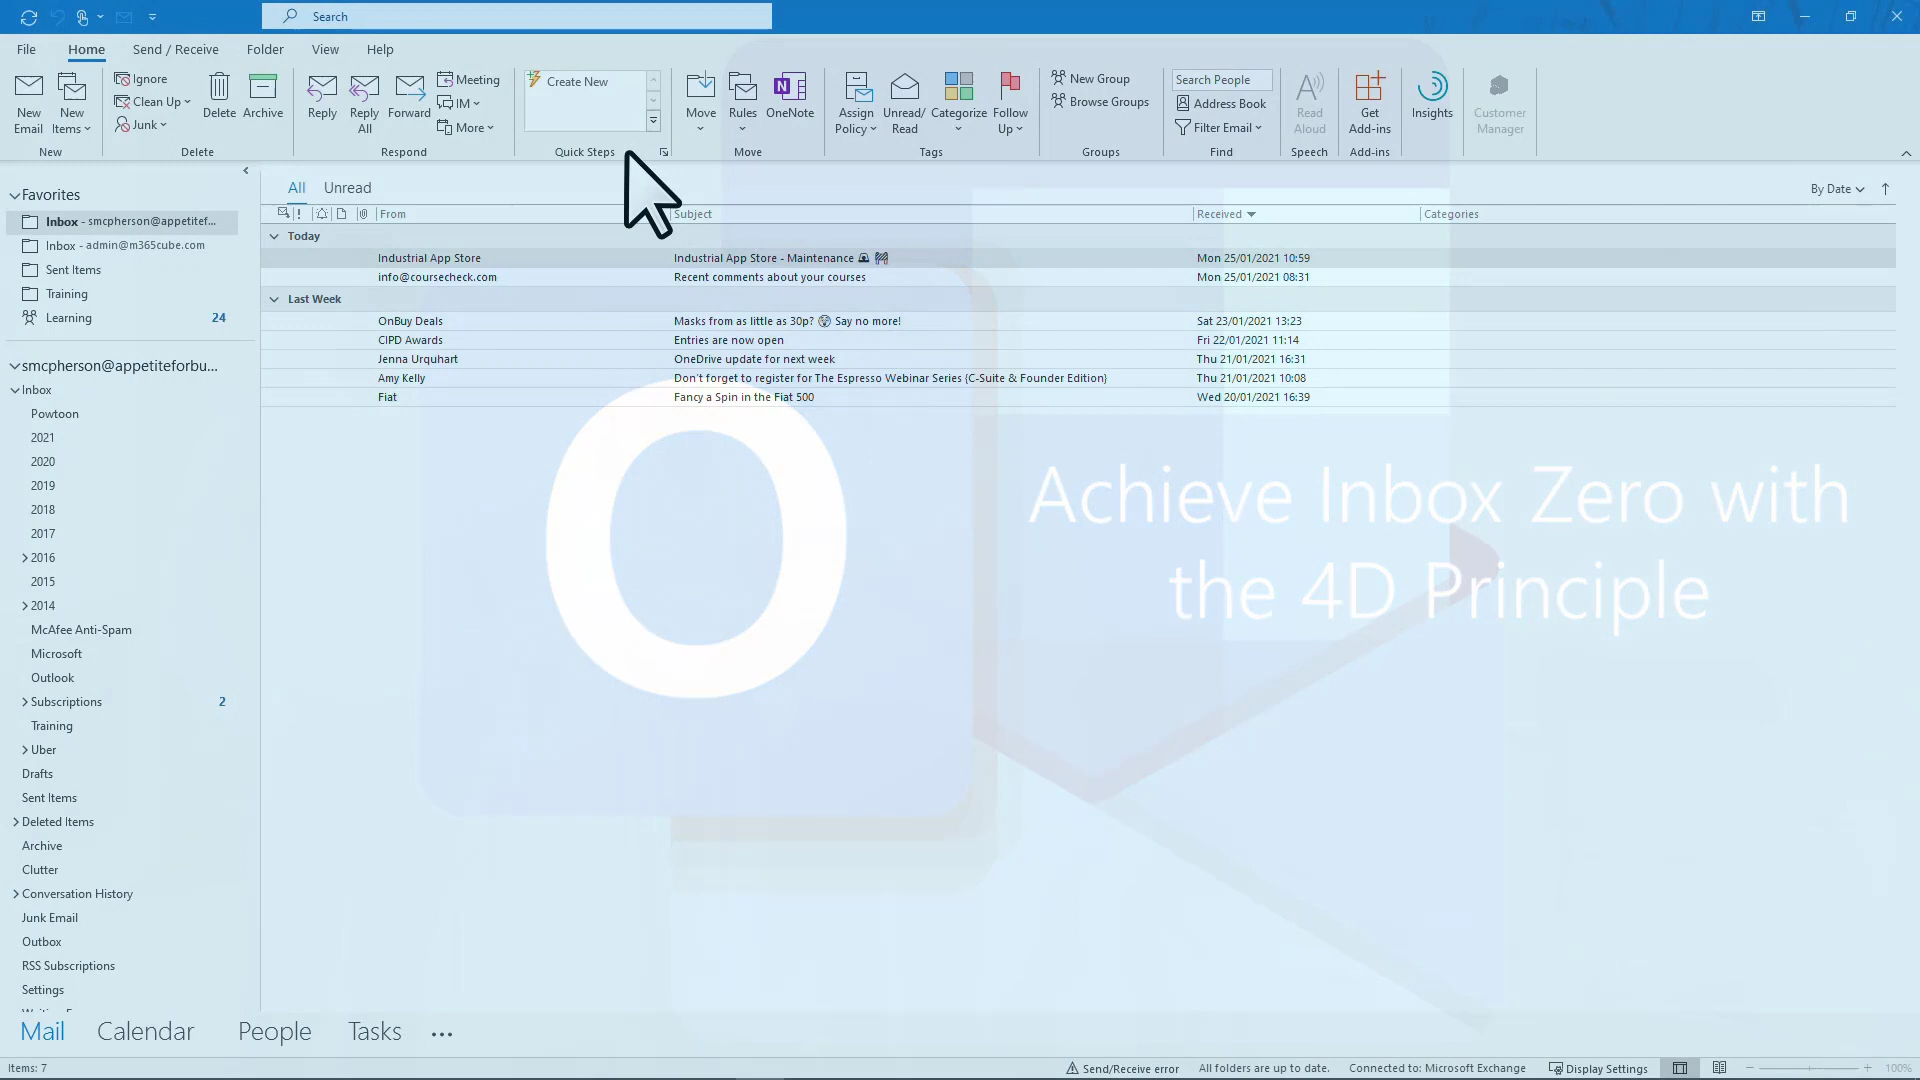 Search
File Home Send / Receive Folder View Help
New Email
New Items
New
Ignore
Clean Up
Junk
Delete
Archive
Delete
Reply
Reply All
Forward
Meeting
IM
More
Respond
Create New
Quick Steps
Move
Rules
OneNote
Move
Assign Policy
Unread/ Read
Categorize
Follow Up
Tags
New Group
Browse Groups
Groups
Search People
Address Book
Filter Email
Find
Read Aloud
Speech
Get Add-ins
Add-ins
Insights
Customer Manager
Favorites
Inbox - smcpherson@appetitef...
Inbox - admin@m365cube.com
Sent Items
Training
Learning 24
smcpherson@appetiteforbu...
Inbox
Powtoon
2021
2020
2019
2018
2017
2016
2015
2014
McAfee Anti-Spam
Microsoft
Outlook
Subscriptions 2
Training
Uber
Drafts
Sent Items
Deleted Items
Archive
Clutter
Conversation History
Junk Email
Outbox
RSS Subscriptions
Settings
All Unread By Date
! From Subject Received Categories
Today
Industrial App Store Industrial App Store - Maintenance Mon 25/01/2021 10:59
info@coursecheck.com Recent comments about your courses Mon 25/01/2021 08:31
Last Week
OnBuy Deals Masks from as little as 30p? Say no more! Sat 23/01/2021 13:23
CIPD Awards Entries are now open Fri 22/01/2021 11:14
Jenna Urquhart OneDrive update for next week Thu 21/01/2021 16:31
Amy Kelly Don't forget to register for The Espresso Webinar Series {C-Suite & Founder Edition} Thu 21/01/2021 10:08
Fiat Fancy a Spin in the Fiat 500 Wed 20/01/2021 16:39
O
Achieve Inbox Zero with
the 4D Principle
Mail Calendar People Tasks ...
Items: 7 Send/Receive error All folders are up to date. Connected to: Microsoft Exchange Display Settings 100%